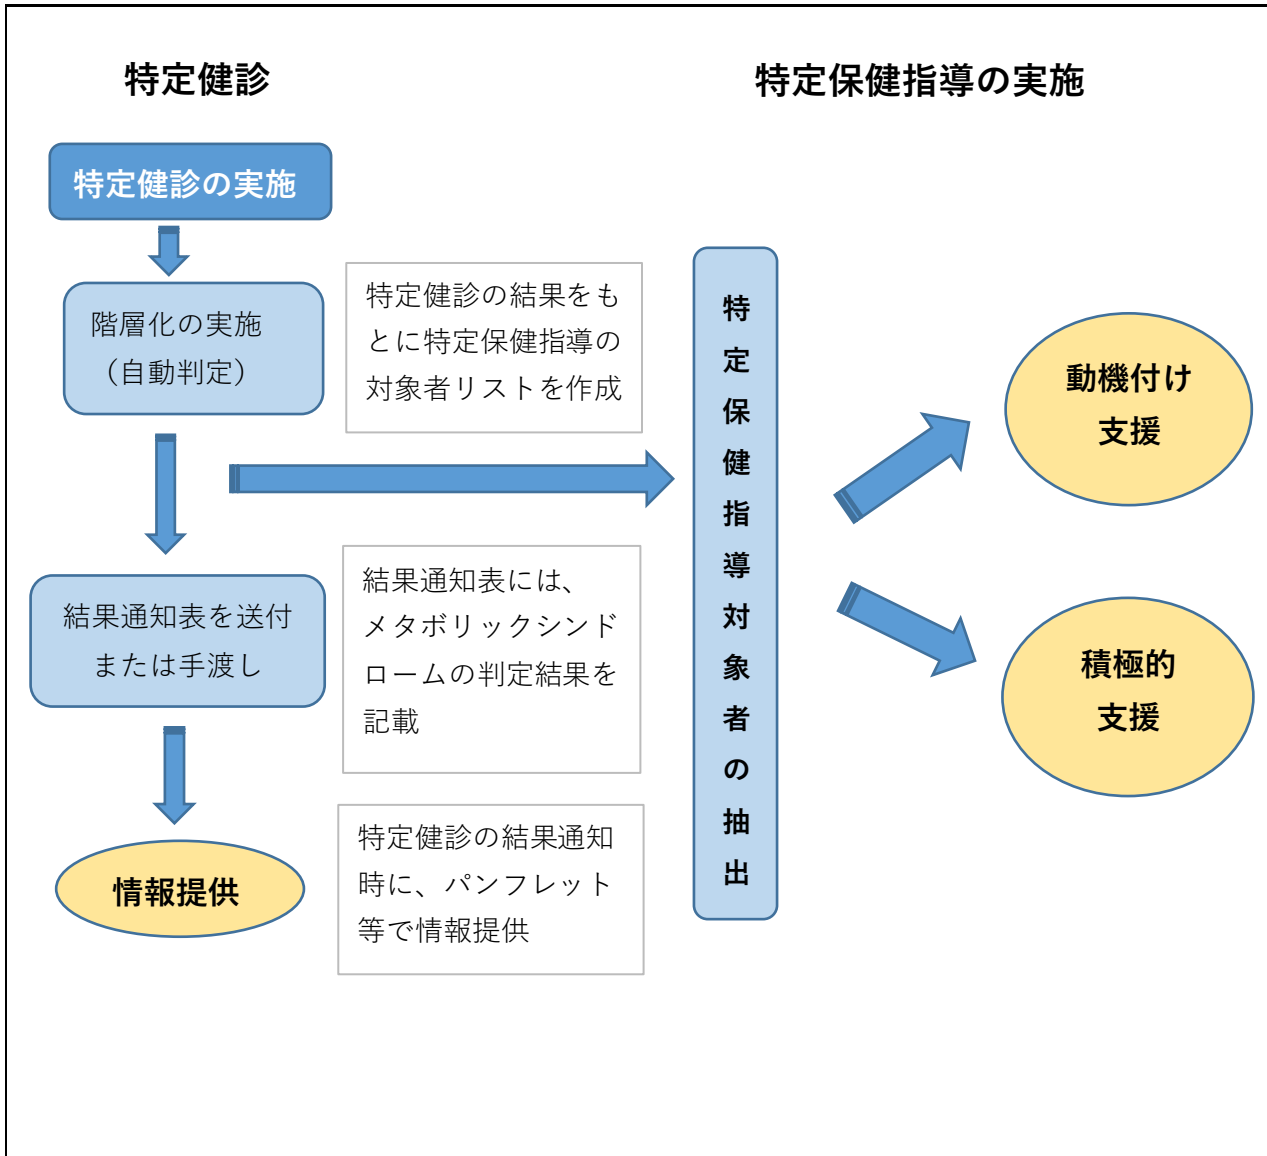 特定健診
特定保健指導の実施
特定健診の実施
階層化の実施
（自動判定）
特定健診の結果をも
とに特定保健指導の
対象者リストを作成
結果通知表を送付
または手渡し
結果通知表には、
メタボリックシンド
ロームの判定結果を
記載
情報提供
特定健診の結果通知
時に、パンフレット
等で情報提供
特定保健指導対象者の抽出
動機付け
支援
積極的
支援